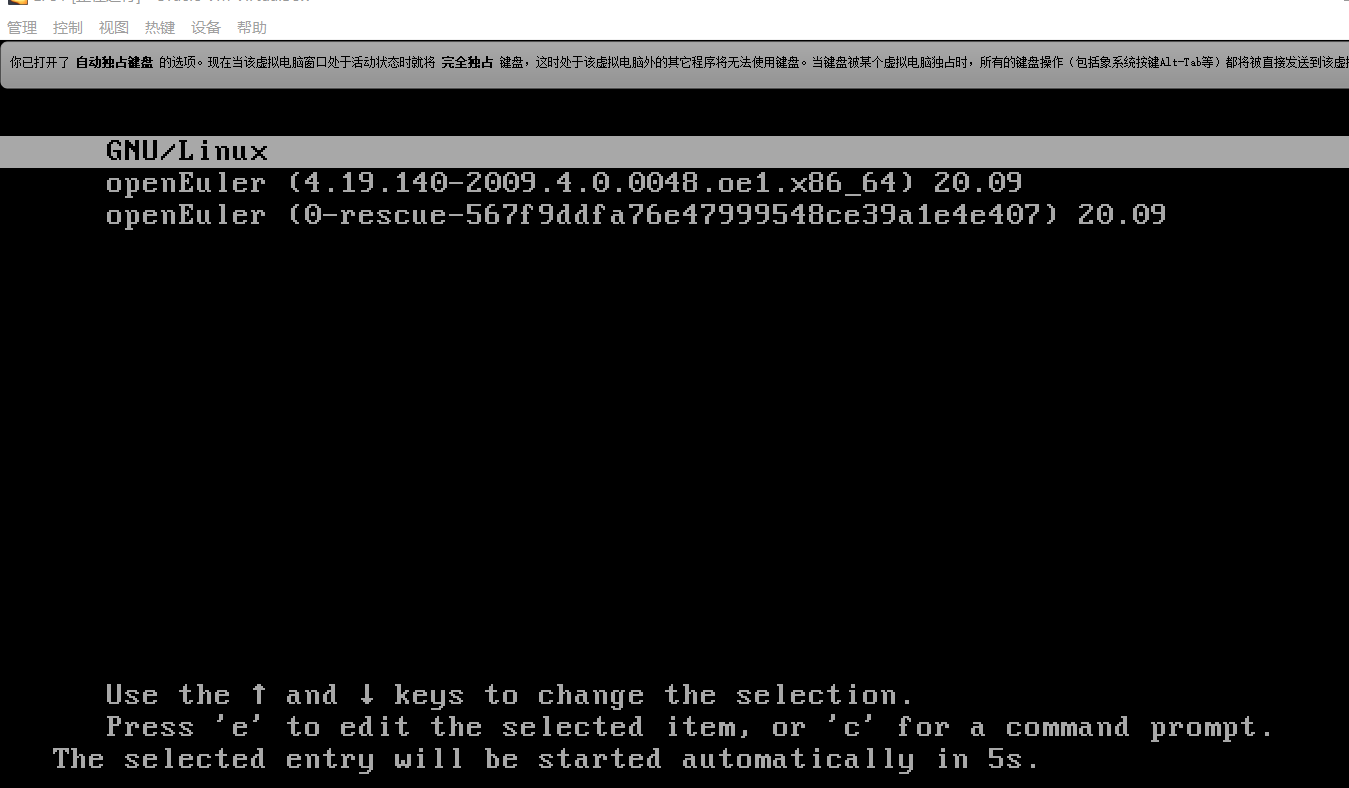 管理 控制 视图 热键 设备 帮助
你已打开了 自动独占键盘 的选项。现在当该虚拟电脑窗口处于活动状态时就将 完全独占 键盘，这时处于该虚拟电脑外的其它程序将无法使用键盘。当键盘被某个虚拟电脑独占时，所有的键盘操作（包括象系统按键Alt-Tab等）都将被直接发送到该虚
GNU/Linux
openEuler (4.19.140-2009.4.0.0048.oe1.x86_64) 20.09
openEuler (0-rescue-567f9ddfa76e47999548ce39a1e4e407) 20.09
Use the ↑ and ↓ keys to change the selection.
Press 'e' to edit the selected item, or 'c' for a command prompt.
The selected entry will be started automatically in 5s.